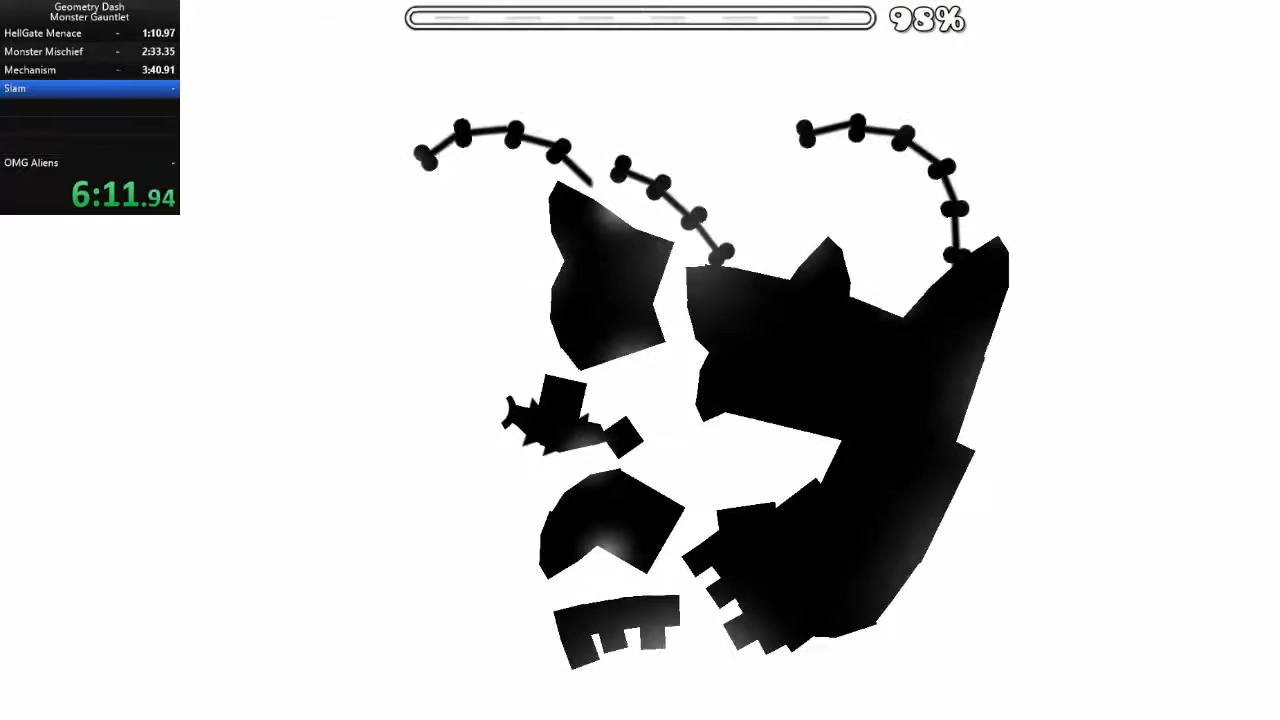 Geometry Dash
Monster Gauntlet
HellGate Menace - 1:10.97
Monster Mischief - 2:33.35
Mechanism - 3:40.91
Slam -
OMG Aliens -
6:11.94
98%